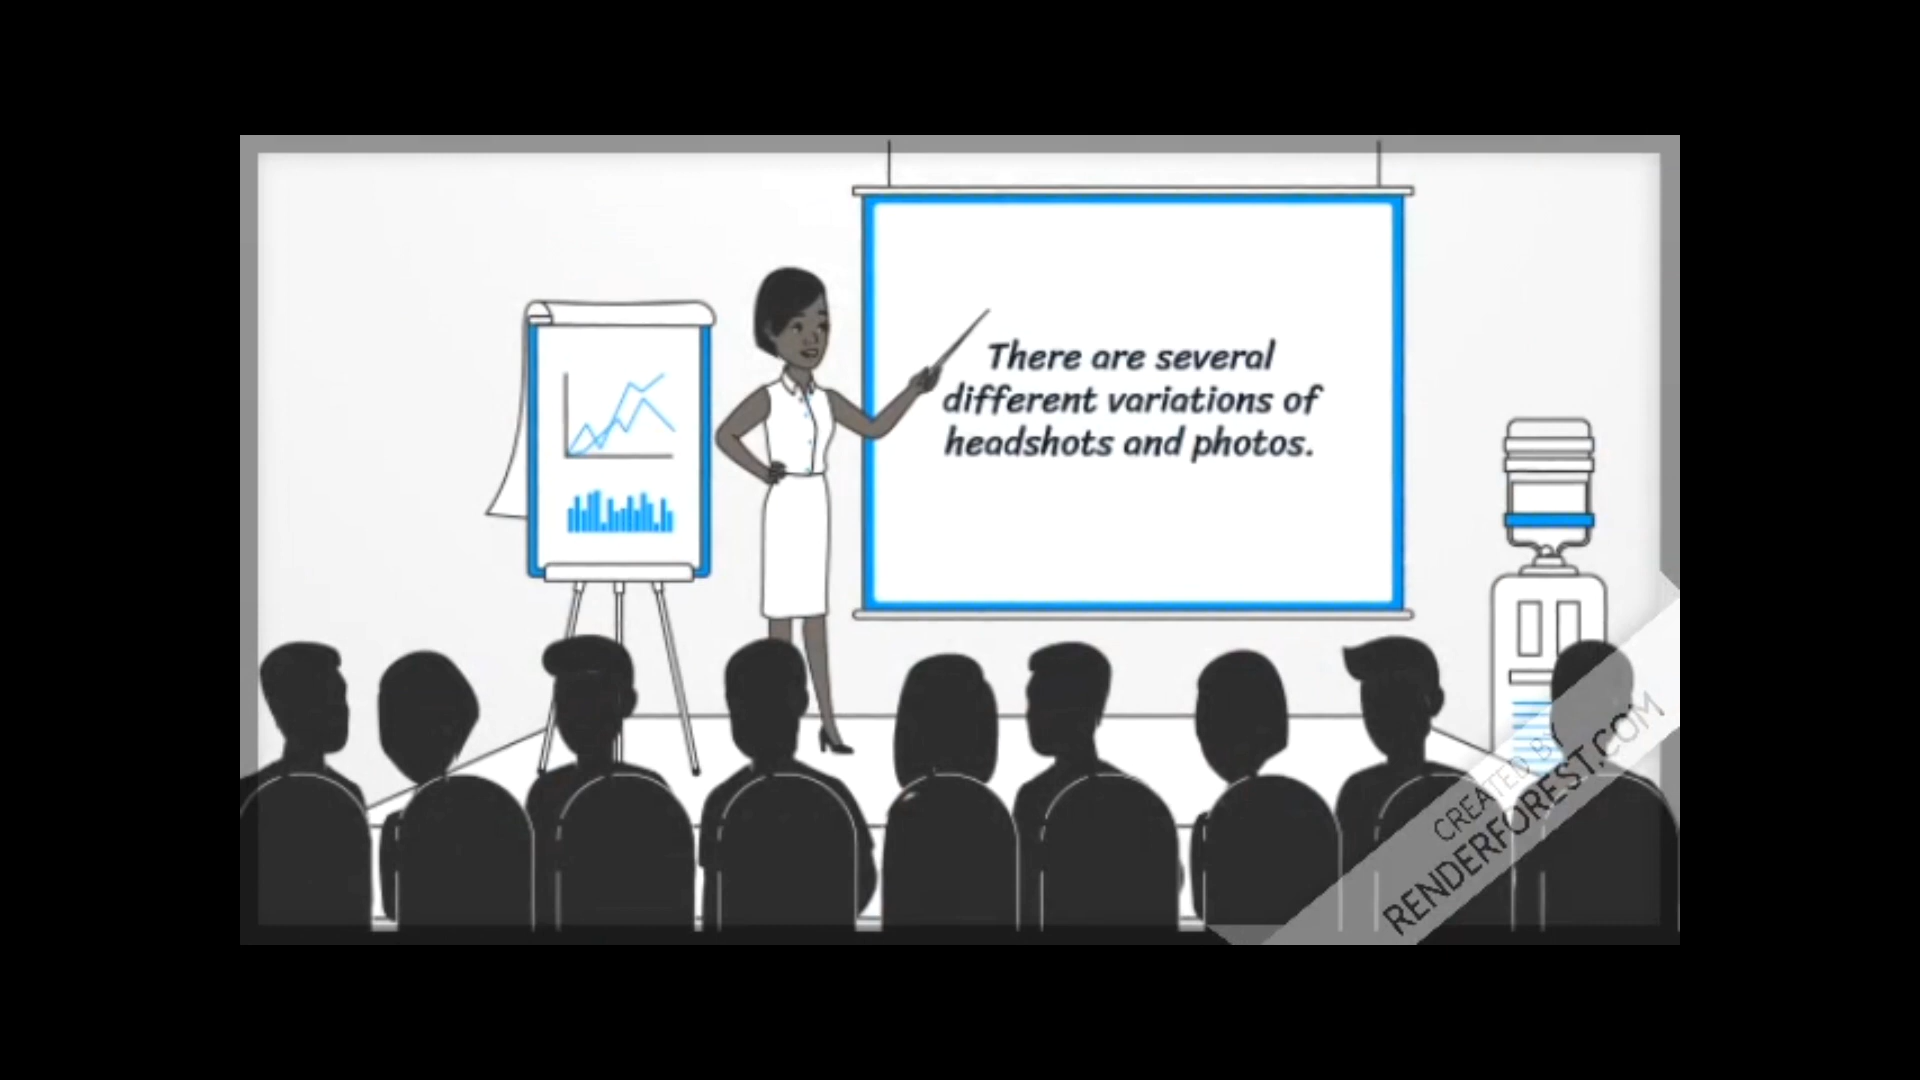 There are several
different variations of
headshots and photos.
CREATED BY
RENDERFOREST.COM